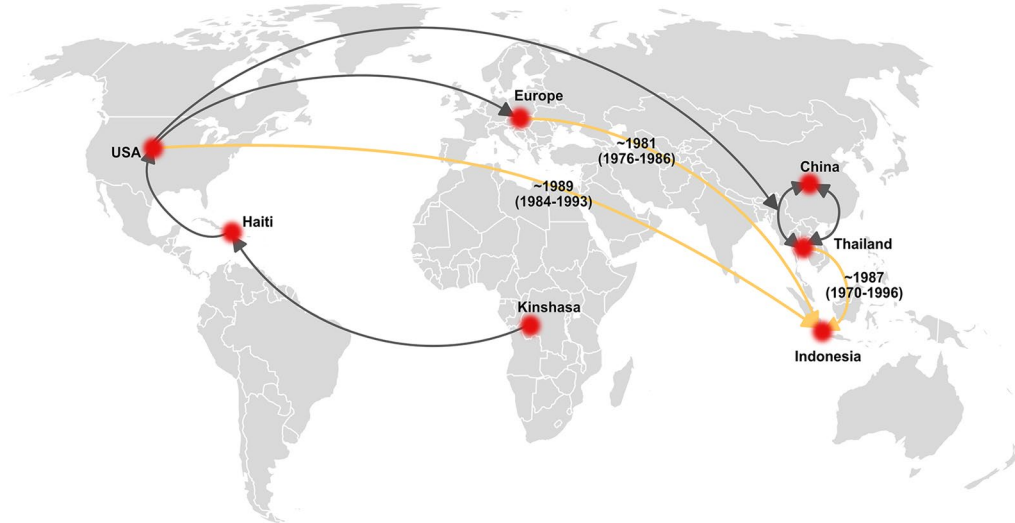 Europe
~1981
(1976-1986)
USA
China
~1989
(1984-1993)
Haiti
Thailand
~1987
(1970-1996)
Kinshasa
Indonesia